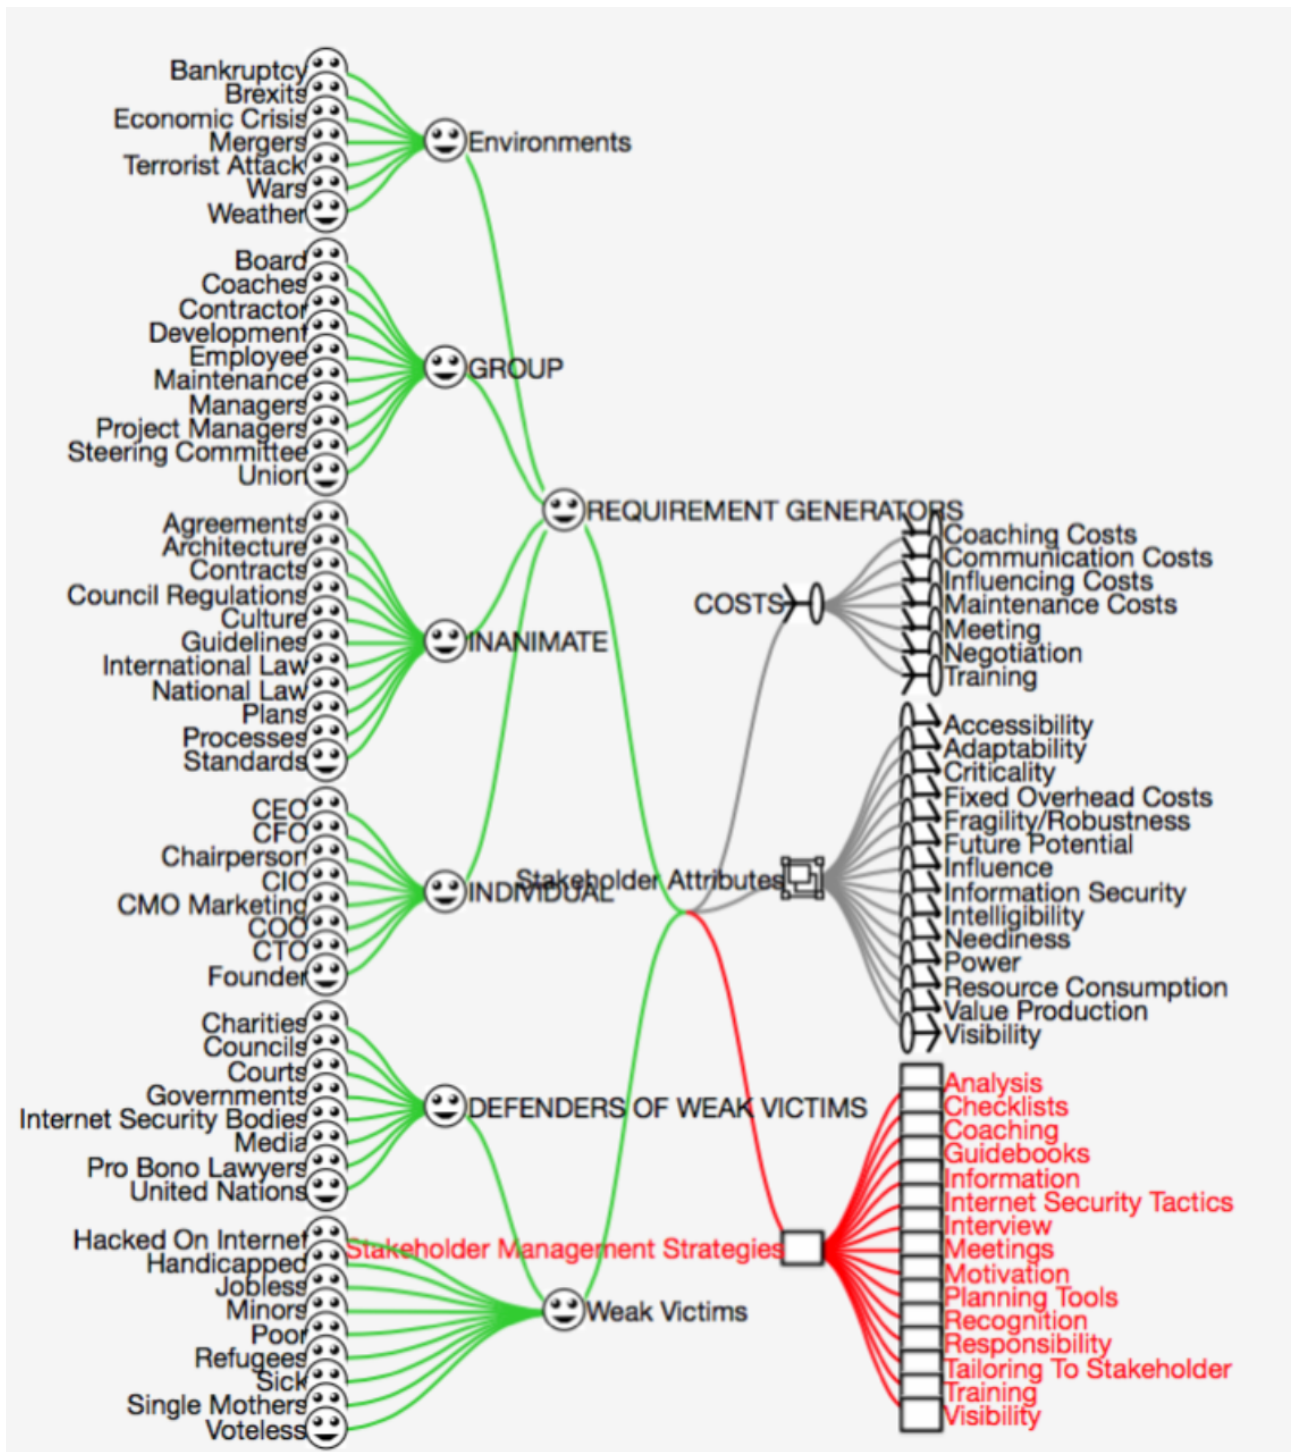 Bankruptcy
Brexits
Economic Crisis
Mergers
Terrorist Attack
Wars
Weather
Environments
Board
Coaches
Contractor
Development
Employee
Maintenance
Managers
Project Managers
Steering Committee
Union
GROUP
Agreements
Architecture
Contracts
Council Regulations
Culture
Guidelines
International Law
National Law
Plans
Processes
Standards
INANIMATE
CEO
CFO
Chairperson
CIO
CMO Marketing
COO
CTO
Founder
INDIVIDUAL
REQUIREMENT GENERATORS
Charities
Councils
Courts
Governments
Internet Security Bodies
Media
Pro Bono Lawyers
United Nations
DEFENDERS OF WEAK VICTIMS
Hacked On Internet
Handicapped
Jobless
Minors
Poor
Refugees
Sick
Single Mothers
Voteless
Weak Victims
COSTS
Coaching Costs
Communication Costs
Influencing Costs
Maintenance Costs
Meeting
Negotiation
Training
Stakeholder Attributes
Accessibility
Adaptability
Criticality
Fixed Overhead Costs
Fragility/Robustness
Future Potential
Influence
Information Security
Intelligibility
Neediness
Power
Resource Consumption
Value Production
Visibility
Stakeholder Management Strategies
Analysis
Checklists
Coaching
Guidebooks
Information
Internet Security Tactics
Interview
Meetings
Motivation
Planning Tools
Recognition
Responsibility
Tailoring To Stakeholder
Training
Visibility